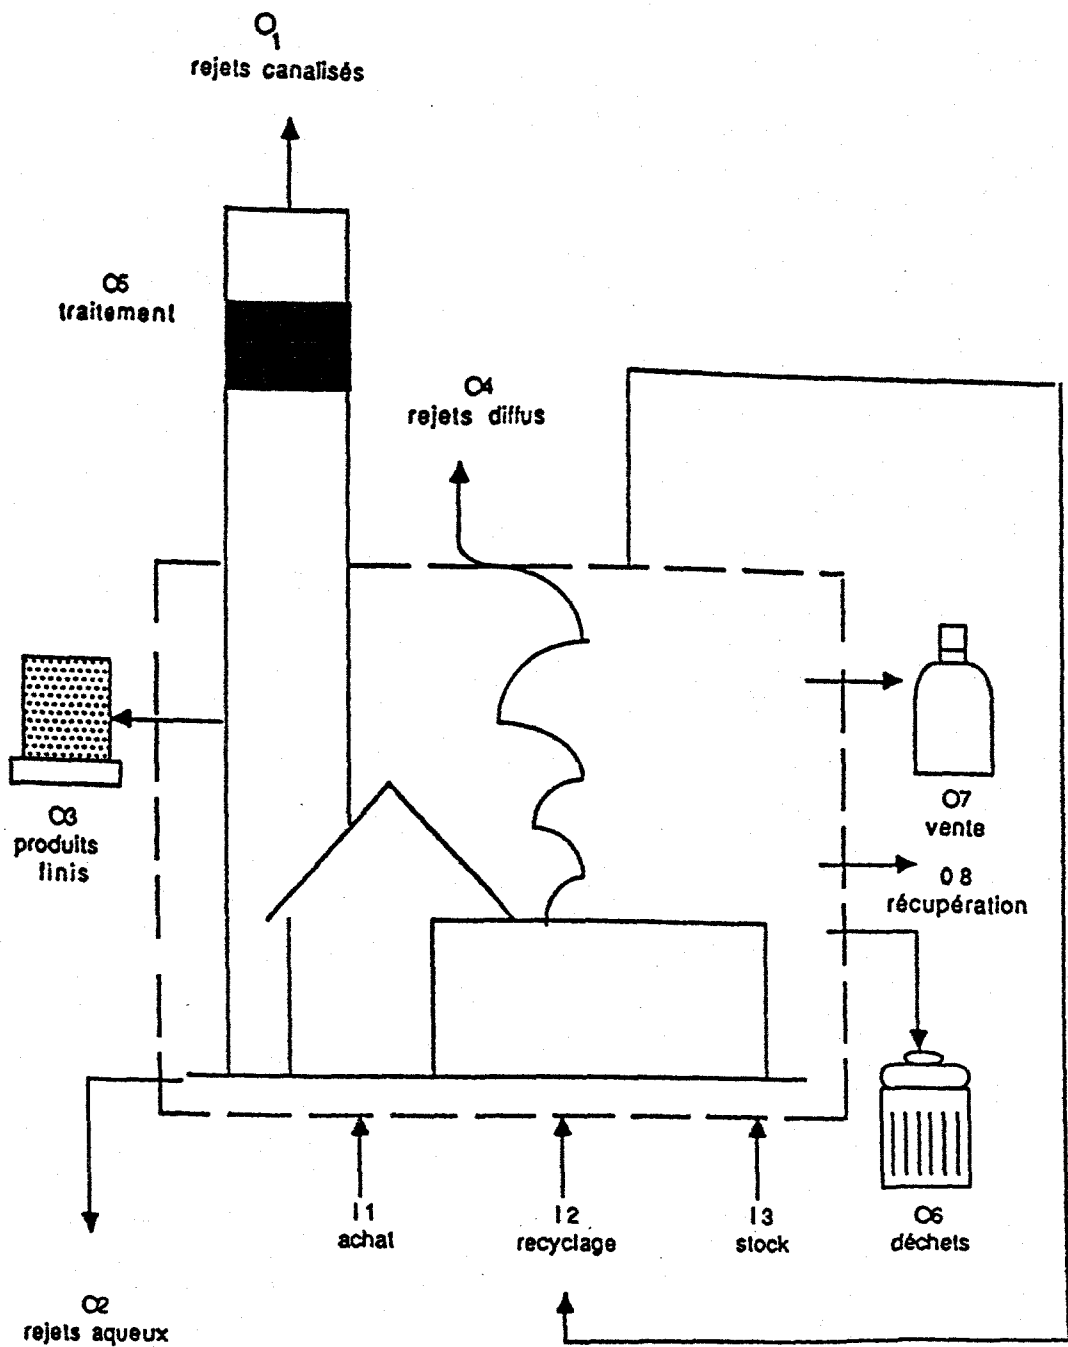 O1
rejets canalisés
O5
traitement
O4
rejets diffus
O3
produits
finis
O7
vente
O8
récupération
I1
achat
I2
recyclage
I3
stock
O6
déchets
O2
rejets aqueux